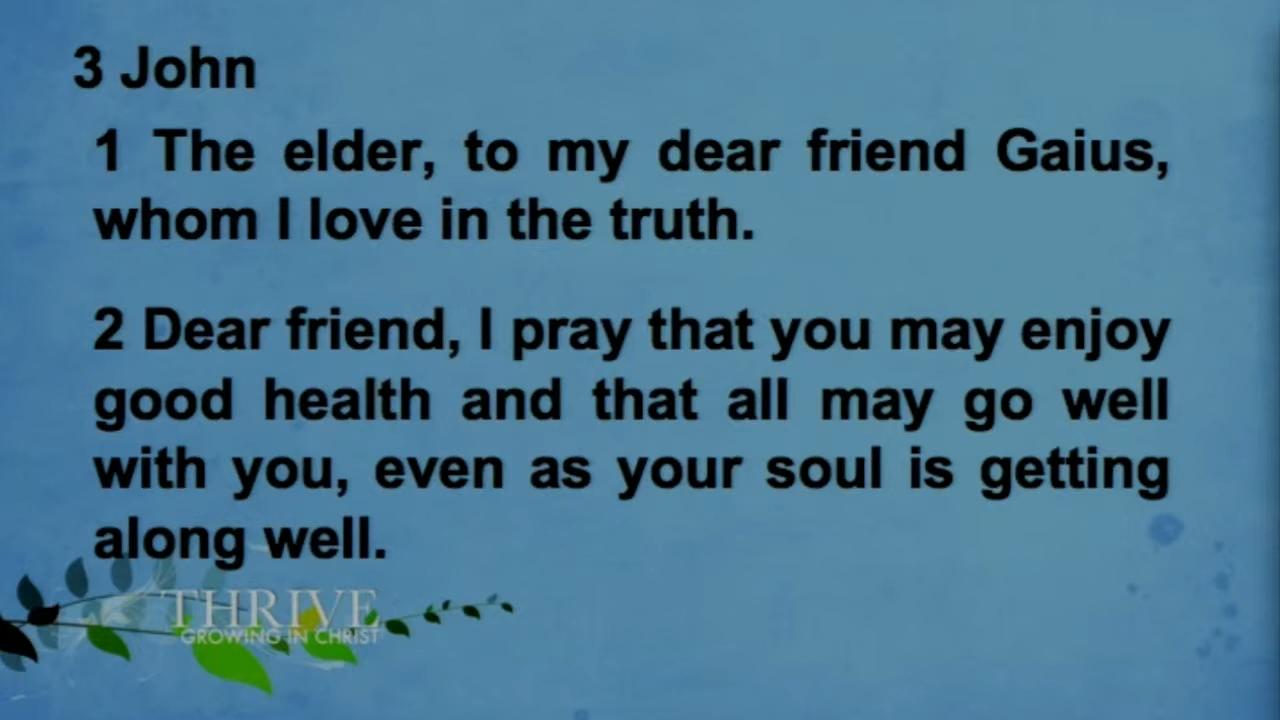 3 John
1 The elder, to my dear friend Gaius,
whom I love in the truth.
2 Dear friend, I pray that you may enjoy
good health and that all may go well
with you, even as your soul is getting
along well.
THRIVE
GROWING IN CHRIST